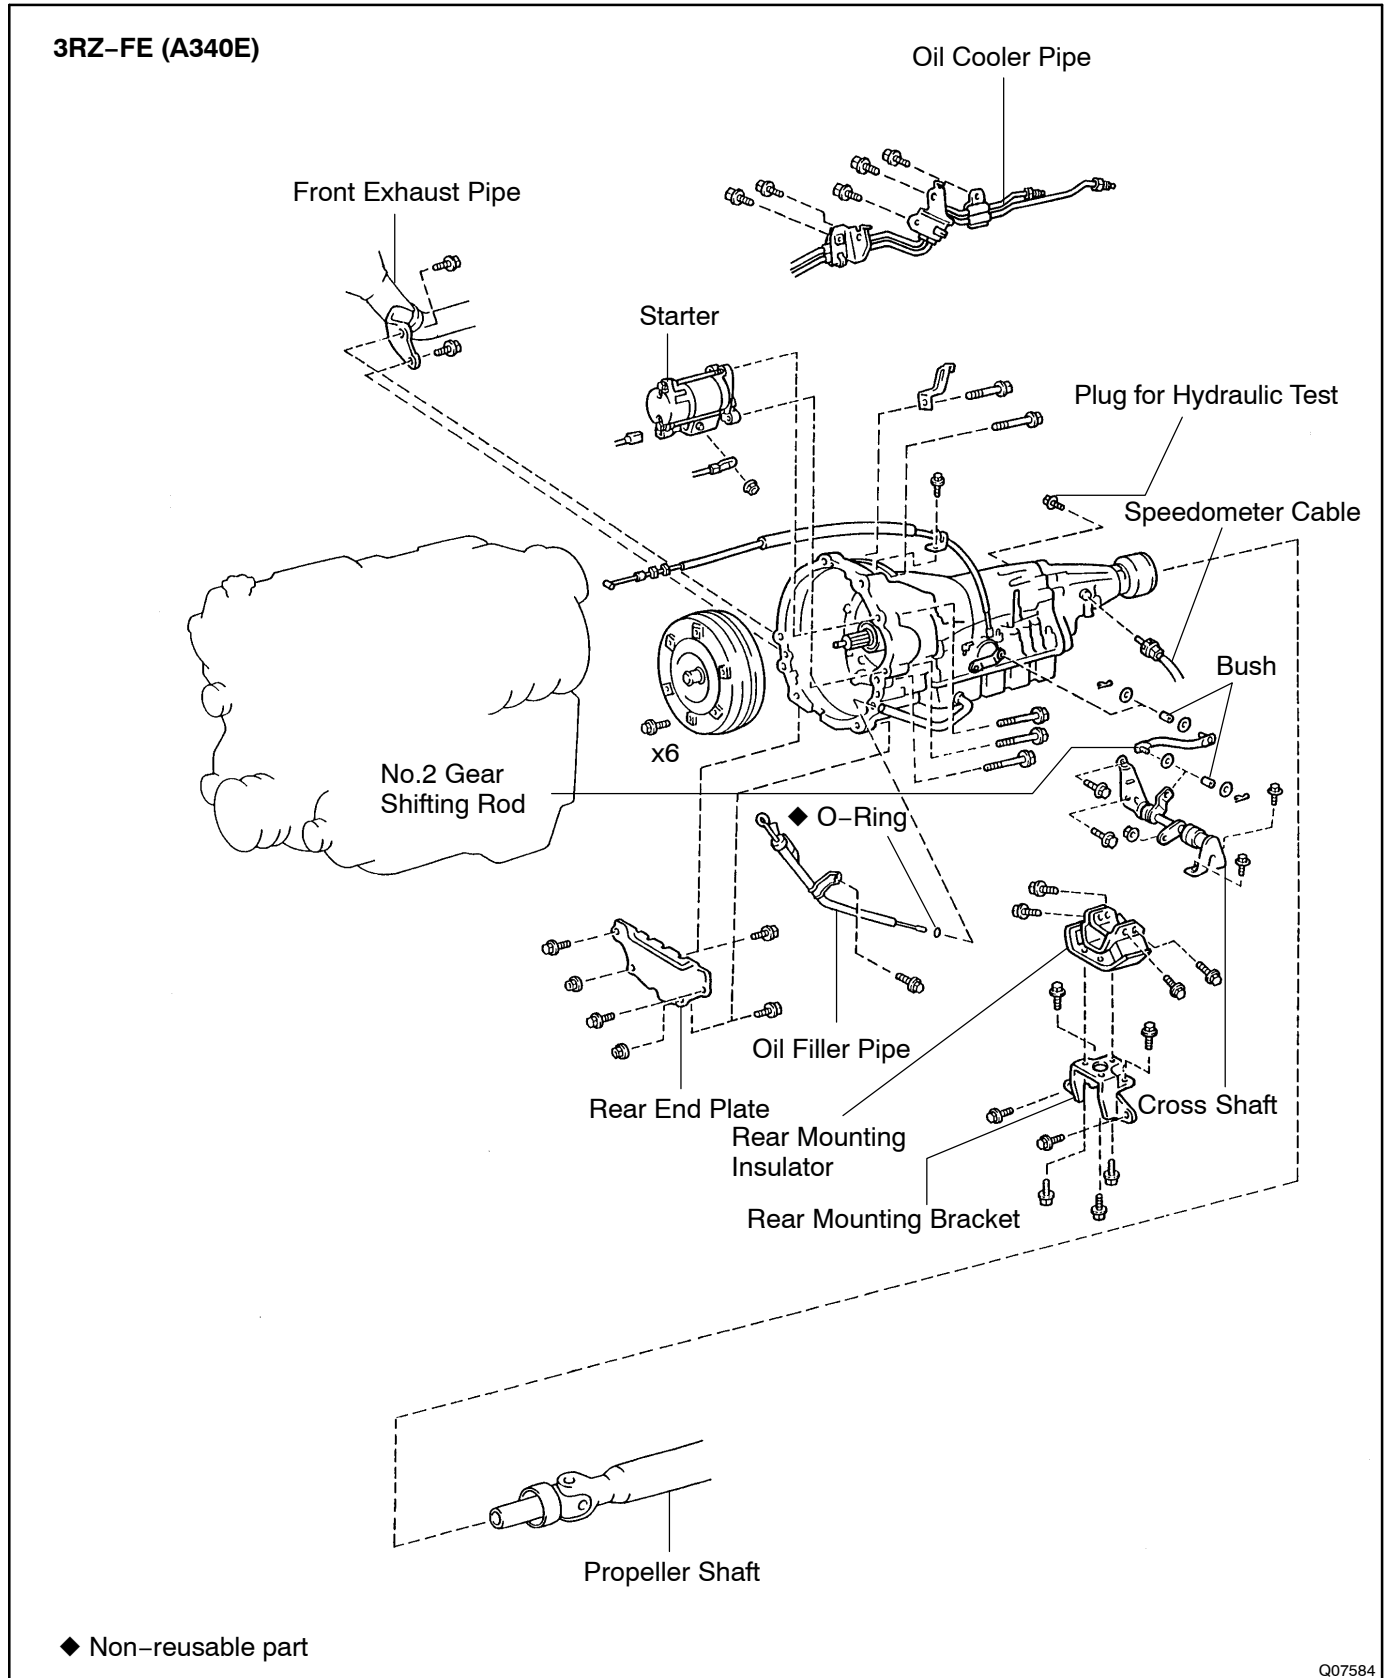 3RZ–FE (A340E)
Oil Cooler Pipe
Front Exhaust Pipe
Starter
Plug for Hydraulic Test
Speedometer Cable
Bush
x6
No.2 Gear
Shifting Rod
◆ O–Ring
Oil Filler Pipe
Rear End Plate
Cross Shaft
Rear Mounting
Insulator
Rear Mounting Bracket
Propeller Shaft
◆ Non–reusable part
Q07584